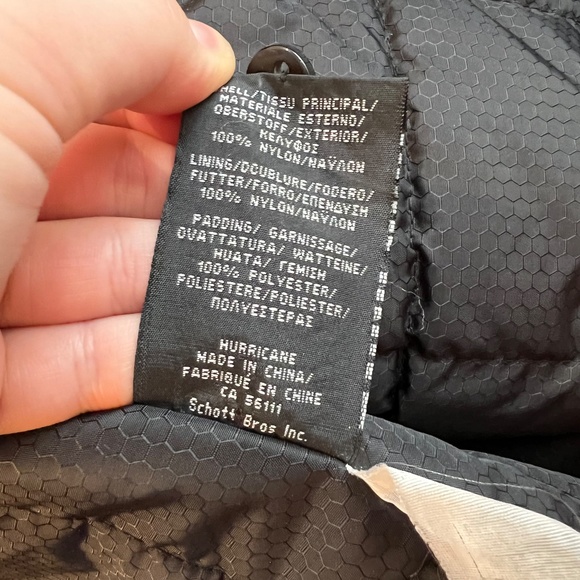 HELL/TISSU PRINCIPAL/
MATERIALE ESTERNO/
OBERSTOFF/EXTERIOR/
ΚΕΛΥΦΟΣ
100% NYLON/ΝΑΫΛΟΝ
LINING/DOUBLURE/FODERO/
FUTTER/FORRO/ΕΠΕΝΔΥΣΗ
100% NYLON/ΝΑΫΛΟΝ
PADDING/ GARNISSAGE/
OVATTATURA/ WATTEINE/
HUATA/ ΓΕΜΙΣΗ
100% POLYESTER/
POLIESTERE/POLIESTER/
ΠΟΛΥΕΣΤΕΡΑΣ
HURRICANE
MADE IN CHINA/
FABRIQUÉ EN CHINE
CA 56111
Schott Bros Inc.